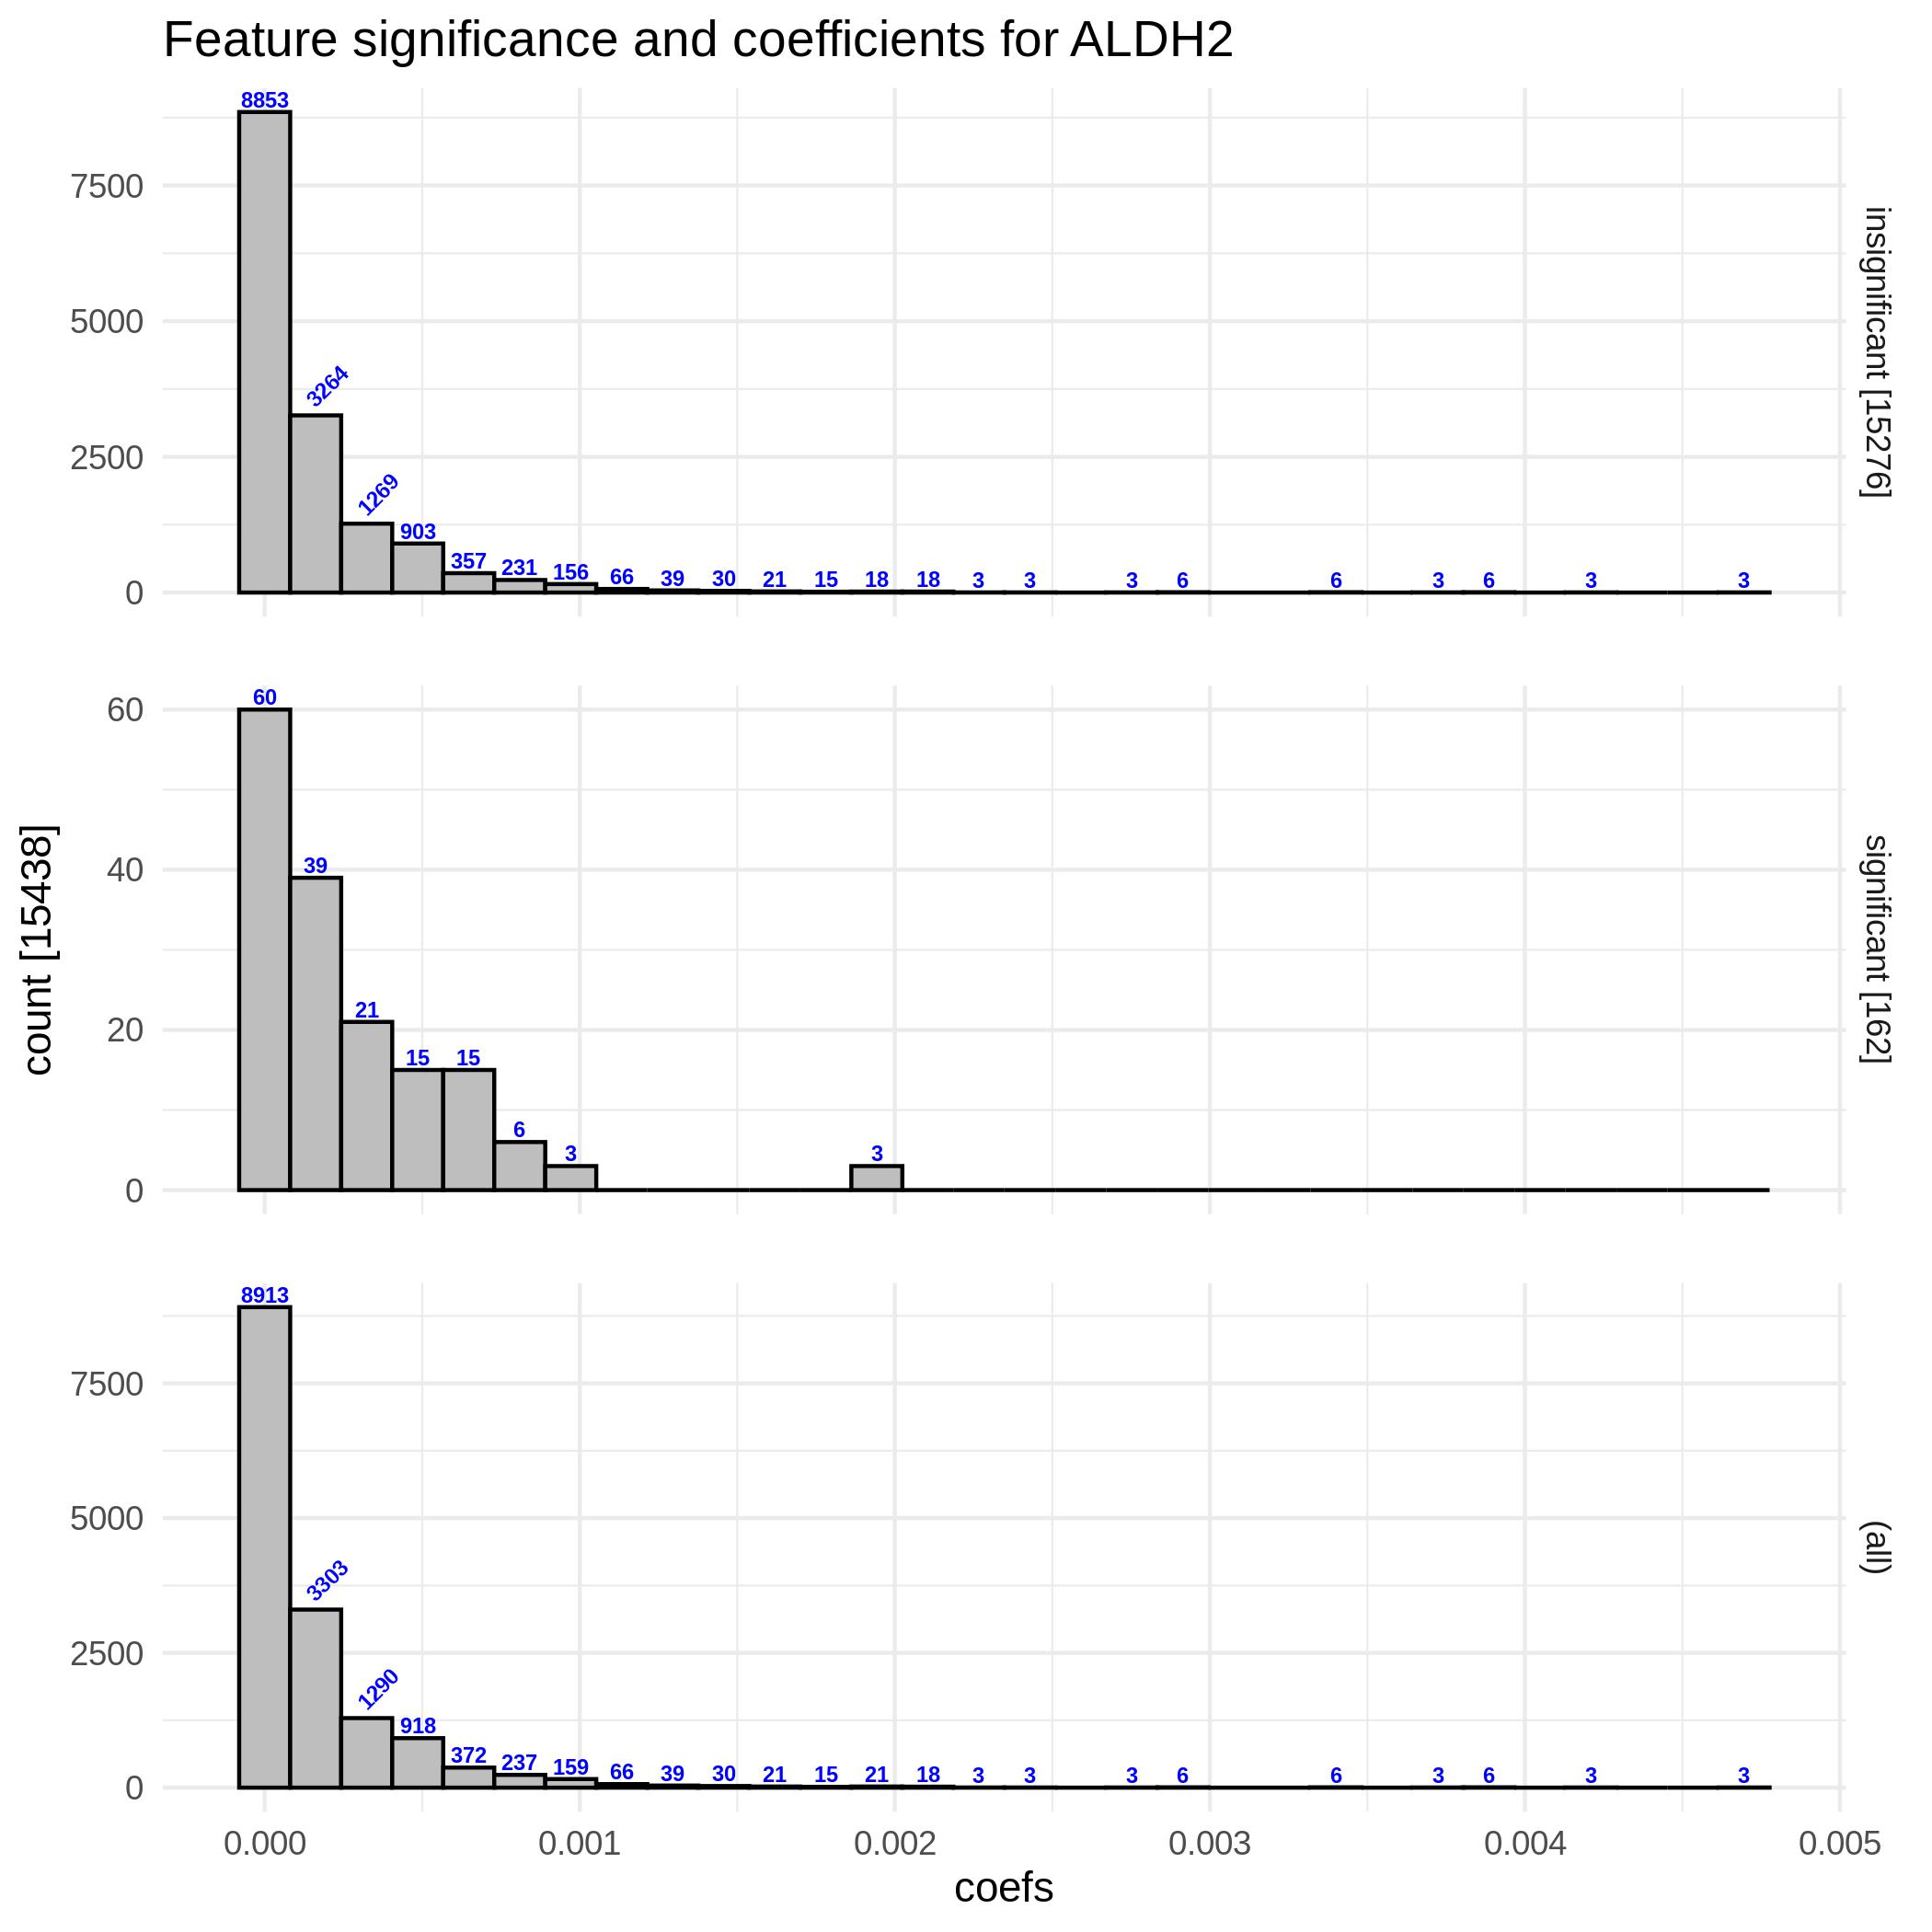 Feature significance and coefficients for ALDH2
8853
7500
5000
3264
2500
1269
903
357 231 156 66 39 30 21 15 18 18 3 3 3 6 6 3 6 3 3
0
insignificant [15276]
60
60
40
39
21
20
15 15
6
3 3
0
significant [162]
count [15438]
8913
7500
5000
3303
2500
1290
918
372 237 159 66 39 30 21 15 21 18 3 3 3 6 6 3 6 3 3
0
(all)
0.000 0.001 0.002 0.003 0.004 0.005
coefs